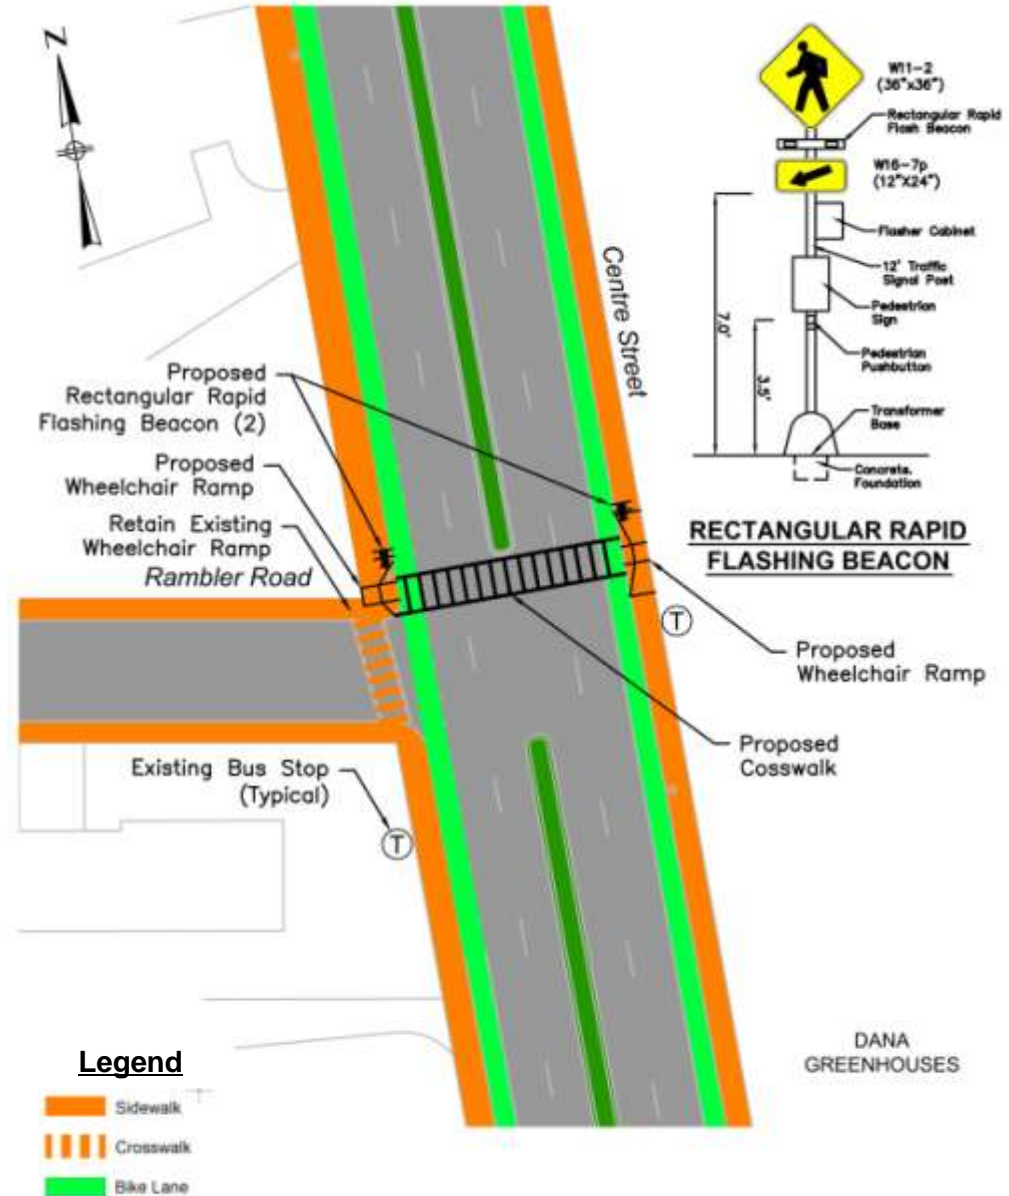 N
W11-2
(36"x36")
Rectangular Rapid
Flash Beacon
W16-7p
(12"X24")
Flasher Cabinet
12' Traffic
Signal Post
Pedestrian
Sign
Pedestrian
Pushbutton
Transformer
Base
Concrete.
Foundation
7.0'
3.5'
RECTANGULAR RAPID
FLASHING BEACON
Centre Street
Proposed
Rectangular Rapid
Flashing Beacon (2)
Proposed
Wheelchair Ramp
Retain Existing
Wheelchair Ramp
Rambler Road
T
Proposed
Wheelchair Ramp
Proposed
Cosswalk
Existing Bus Stop
(Typical)
T
DANA
GREENHOUSES
Legend
Sidewalk
Crosswalk
Bike Lane